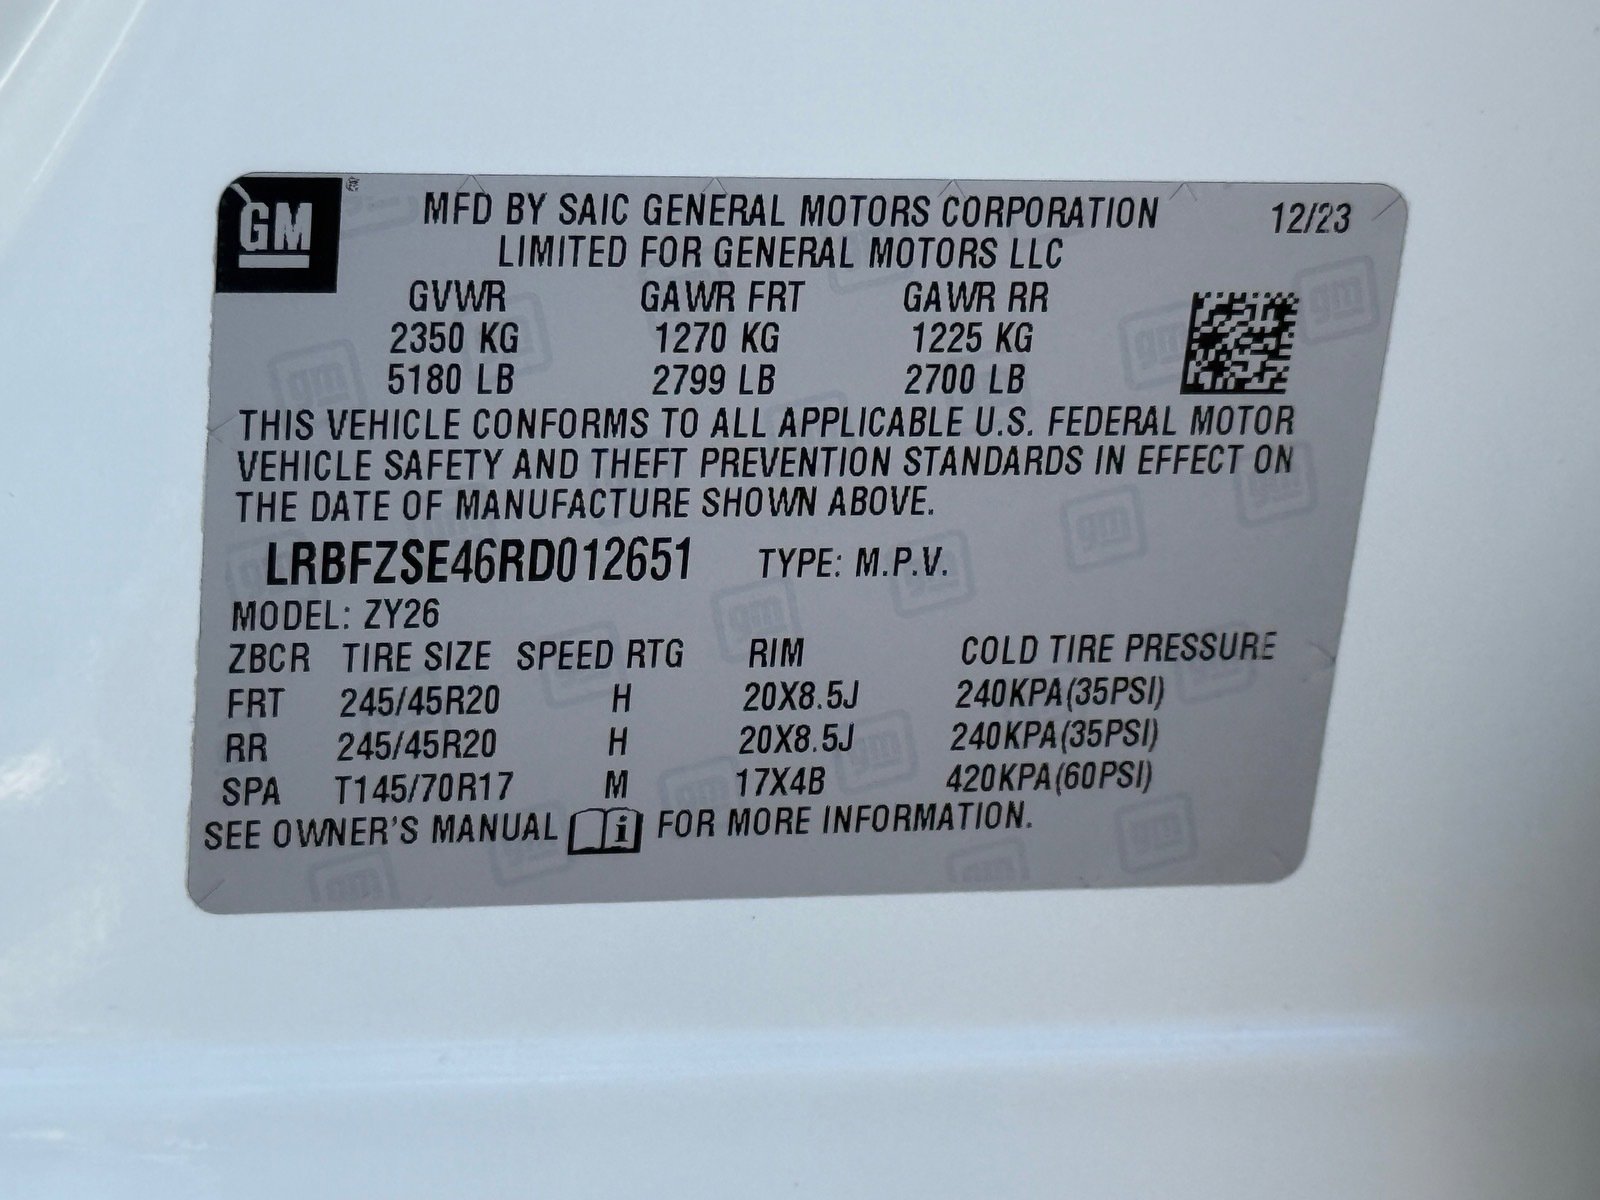 GM
MFD BY SAIC GENERAL MOTORS CORPORATION 12/23
LIMITED FOR GENERAL MOTORS LLC
GVWR GAWR FRT GAWR RR
2350 KG 1270 KG 1225 KG
5180 LB 2799 LB 2700 LB
THIS VEHICLE CONFORMS TO ALL APPLICABLE U.S. FEDERAL MOTOR
VEHICLE SAFETY AND THEFT PREVENTION STANDARDS IN EFFECT ON
THE DATE OF MANUFACTURE SHOWN ABOVE.
LRBFZSE46RD012651 TYPE: M.P.V.
MODEL: ZY26
ZBCR TIRE SIZE SPEED RTG RIM COLD TIRE PRESSURE
FRT 245/45R20 H 20X8.5J 240KPA(35PSI)
RR 245/45R20 H 20X8.5J 240KPA(35PSI)
SPA T145/70R17 M 17X4B 420KPA(60PSI)
SEE OWNER'S MANUAL i FOR MORE INFORMATION.